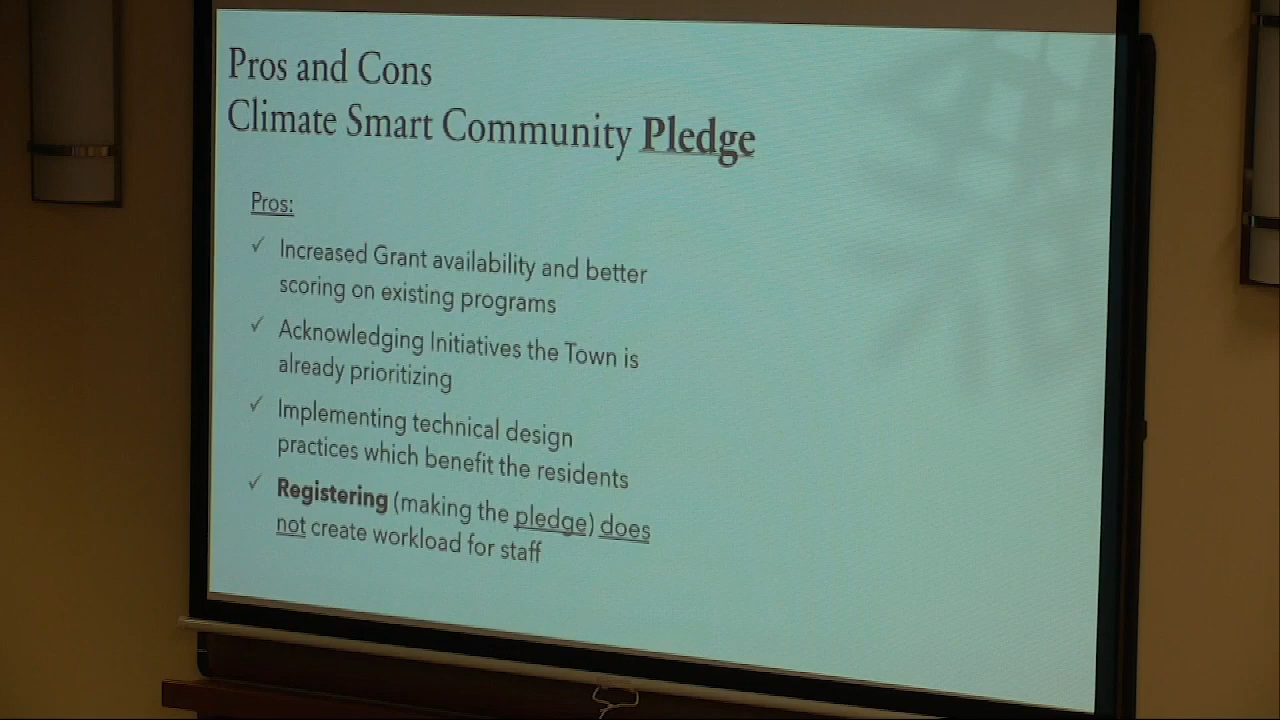 Pros and Cons
Climate Smart Community Pledge
Pros:
✓ Increased Grant availability and better
scoring on existing programs
✓ Acknowledging Initiatives the Town is
already prioritizing
✓ Implementing technical design
practices which benefit the residents
✓ Registering (making the pledge) does
not create workload for staff